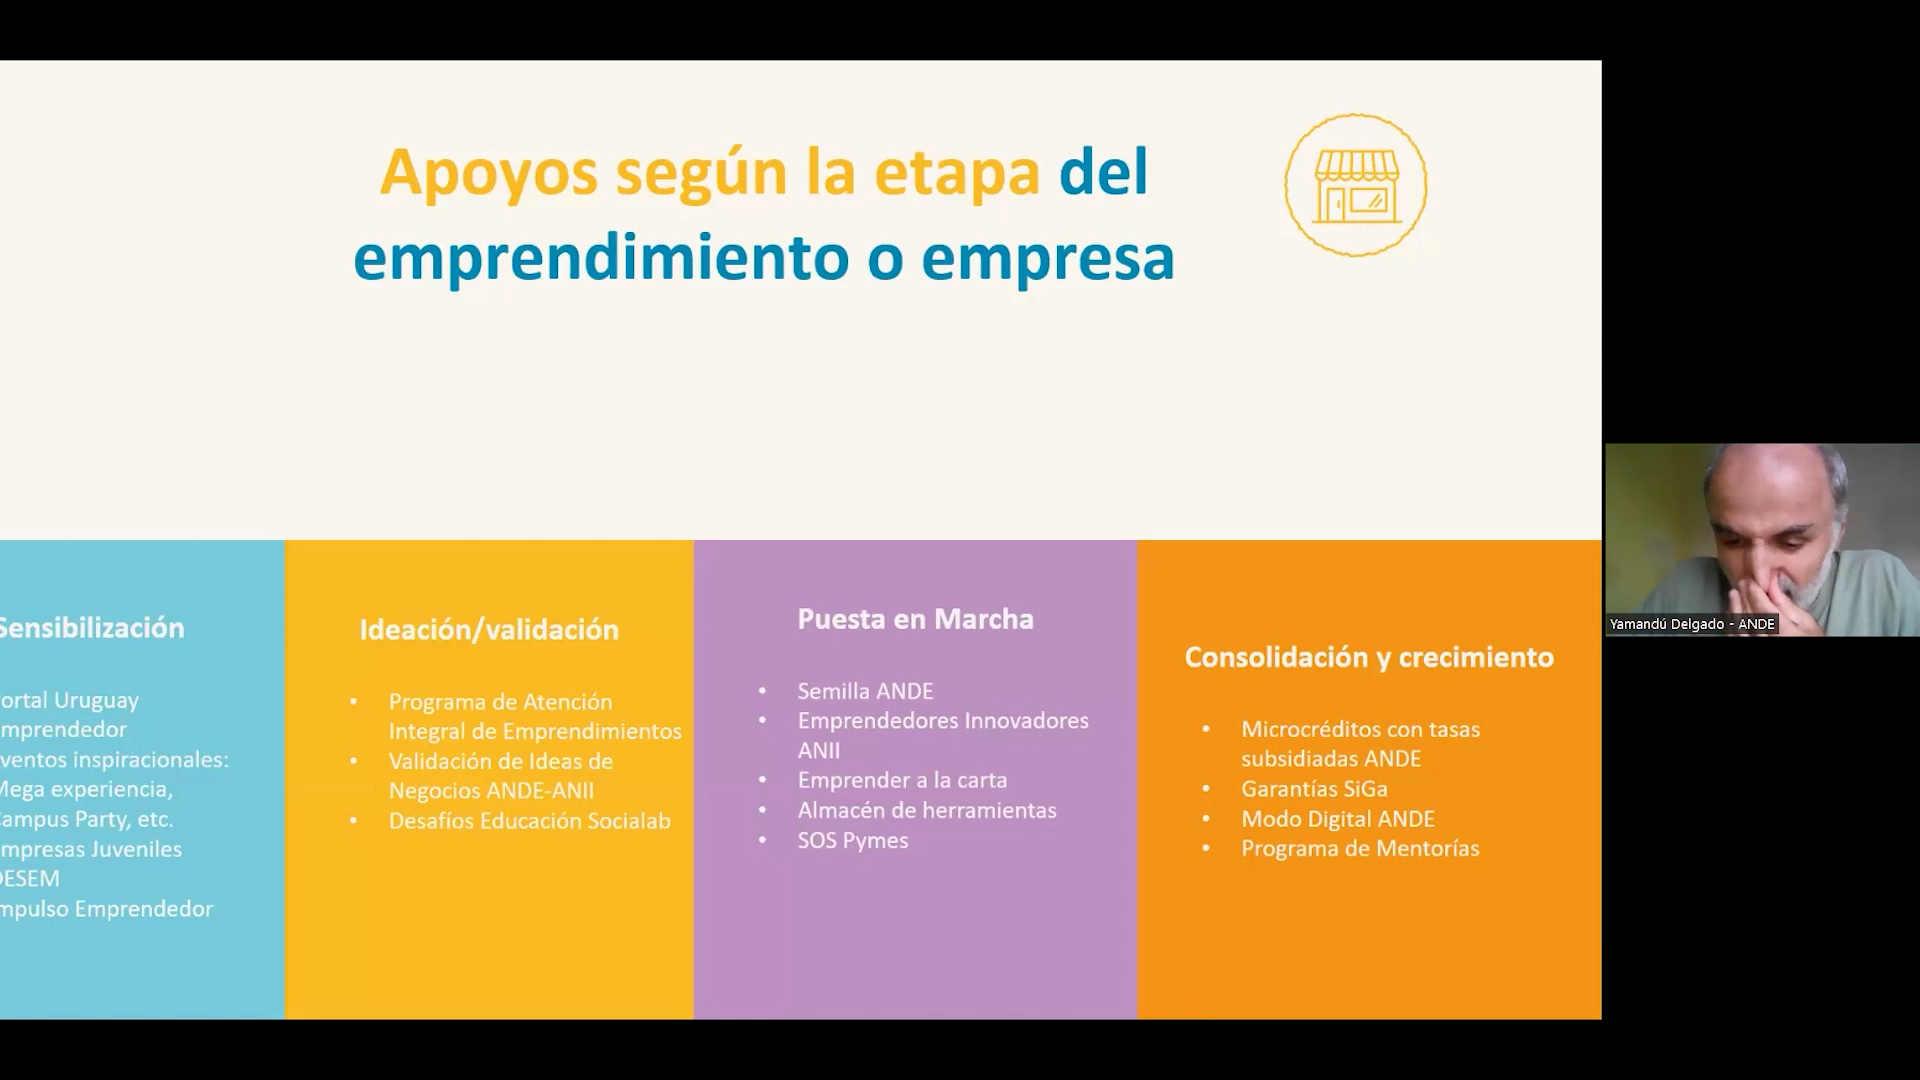 Apoyos según la etapa del
emprendimiento o empresa
Sensibilización
ortal Uruguay
mprendedor
ventos inspiracionales:
Mega experiencia,
Campus Party, etc.
mpresas Juveniles
DESEM
mpulso Emprendedor
Ideación/validación
• Programa de Atención
Integral de Emprendimientos
• Validación de Ideas de
Negocios ANDE-ANII
• Desafíos Educación Socialab
Puesta en Marcha
• Semilla ANDE
• Emprendedores Innovadores
ANII
• Emprender a la carta
• Almacén de herramientas
• SOS Pymes
Consolidación y crecimiento
• Microcréditos con tasas
subsidiadas ANDE
• Garantías SiGa
• Modo Digital ANDE
• Programa de Mentorías
Yamandú Delgado - ANDE